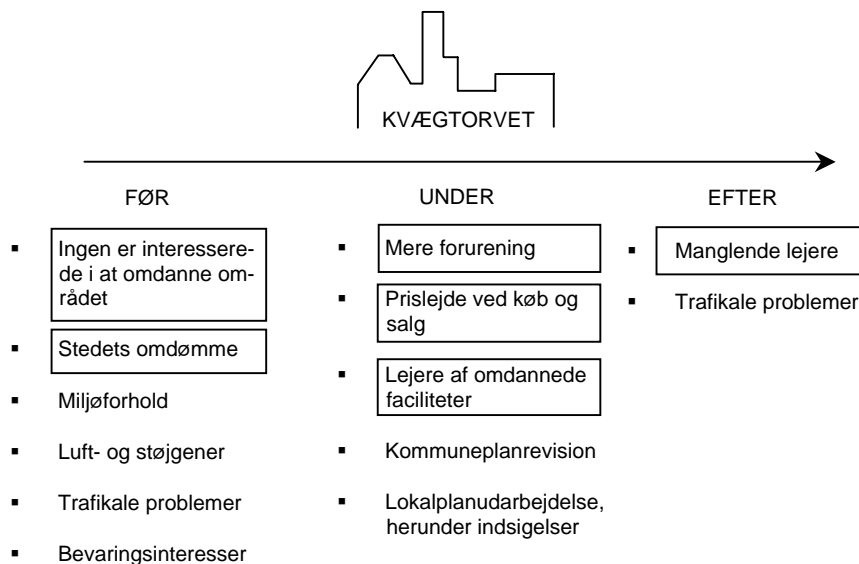 KVÆGTORVET
FØR
▪ Ingen er interessere-
de i at omdanne om-
rådet
▪ Stedets omdømme
▪ Miljøforhold
▪ Luft- og støjgener
▪ Trafikale problemer
▪ Bevaringsinteresser
UNDER
▪ Mere forurening
▪ Prislejde ved køb og
salg
▪ Lejere af omdannede
faciliteter
▪ Kommuneplanrevision
▪ Lokalplanudarbejdelse,
herunder indsigelser
EFTER
▪ Manglende lejere
▪ Trafikale problemer